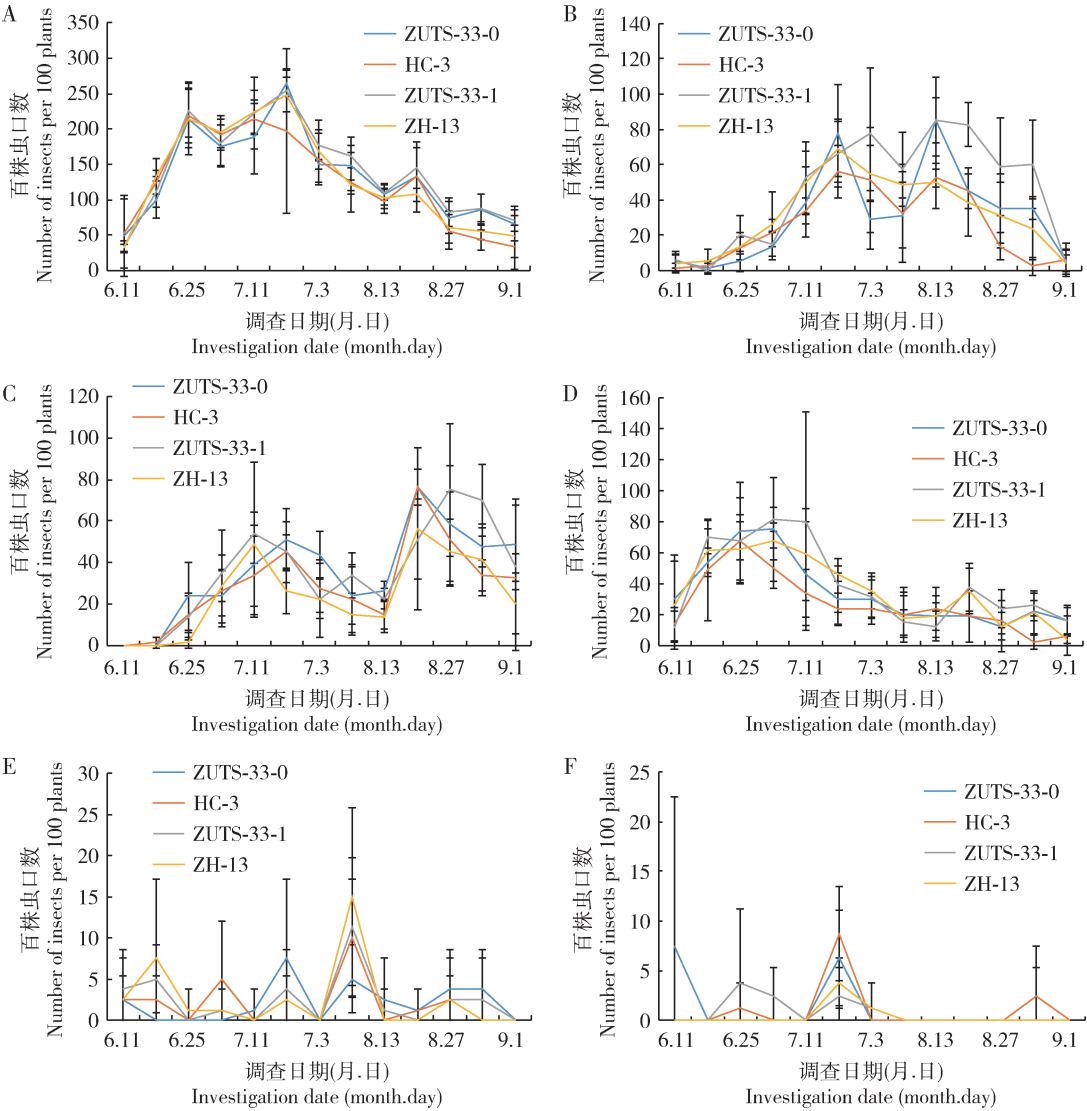 A
百株虫口数
Number of insects per 100 plants
350
300
250
200
150
100
50
0
ZUTS-33-0
HC-3
ZUTS-33-1
ZH-13
6.11 6.25 7.11 7.3 8.13 8.27 9.1
调查日期(月.日)
Investigation date (month.day)
B
百株虫口数
Number of insects per 100 plants
140
120
100
80
60
40
20
0
ZUTS-33-0
HC-3
ZUTS-33-1
ZH-13
6.11 6.25 7.11 7.3 8.13 8.27 9.1
调查日期(月.日)
Investigation date (month.day)
C
百株虫口数
Number of insects per 100 plants
120
100
80
60
40
20
0
ZUTS-33-0
HC-3
ZUTS-33-1
ZH-13
6.11 6.25 7.11 7.3 8.13 8.27 9.1
调查日期(月.日)
Investigation date (month.day)
D
百株虫口数
Number of insects per 100 plants
160
140
120
100
80
60
40
20
0
ZUTS-33-0
HC-3
ZUTS-33-1
ZH-13
6.11 6.25 7.11 7.3 8.13 8.27 9.1
调查日期(月.日)
Investigation date (month.day)
E
百株虫口数
Number of insects per 100 plants
30
25
20
15
10
5
0
ZUTS-33-0
HC-3
ZUTS-33-1
ZH-13
6.11 6.25 7.11 7.3 8.13 8.27 9.1
调查日期(月.日)
Investigation date (month.day)
F
百株虫口数
Number of insects per 100 plants
25
20
15
10
5
0
ZUTS-33-0
HC-3
ZUTS-33-1
ZH-13
6.11 6.25 7.11 7.3 8.13 8.27 9.1
调查日期(月.日)
Investigation date (month.day)